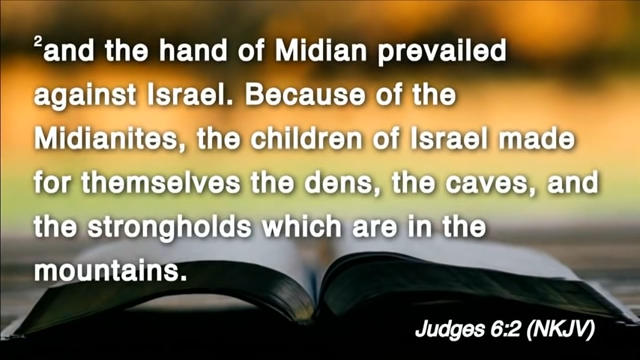 ²and the hand of Midian prevailed
against Israel. Because of the
Midianites, the children of Israel made
for themselves the dens, the caves, and
the strongholds which are in the
mountains.
Judges 6:2 (NKJV)